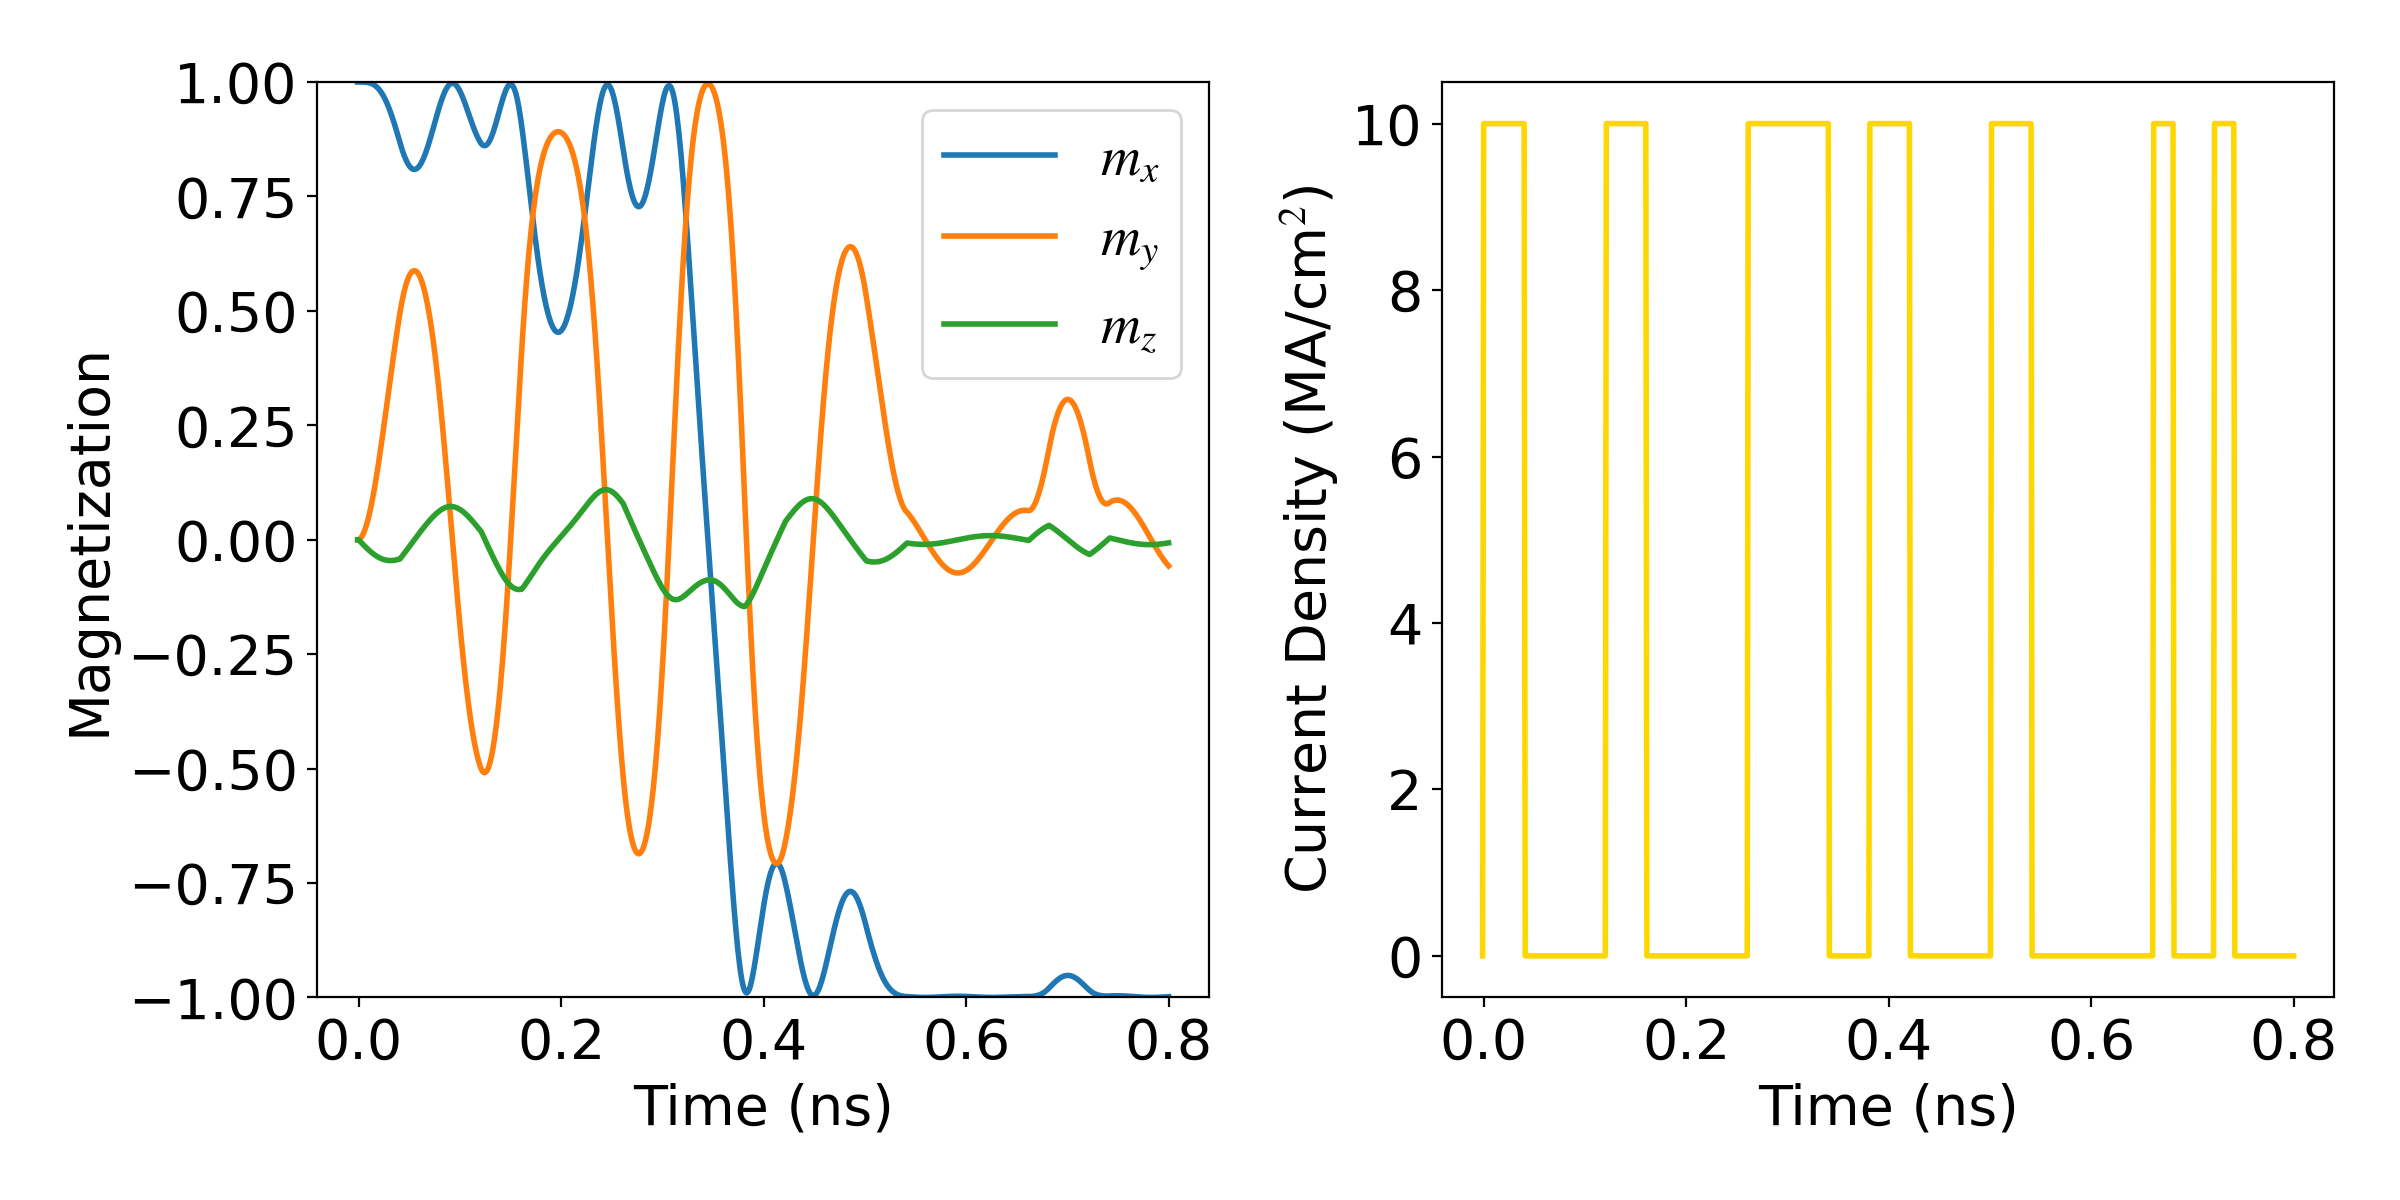 1.00
0.75
0.50
0.25
0.00
−0.25
−0.50
−0.75
−1.00
Magnetization
0.0 0.2 0.4 0.6 0.8
Time (ns)
m_x
m_y
m_z
10
8
6
4
2
0
Current Density (MA/cm²)
0.0 0.2 0.4 0.6 0.8
Time (ns)